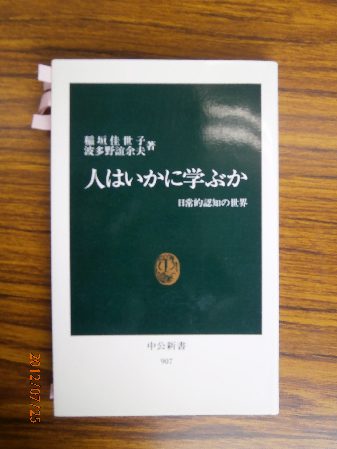 稲垣佳世子
波多野誼余夫 著
人はいかに学ぶか
日常的認知の世界
中公新書
907
2012/07/25